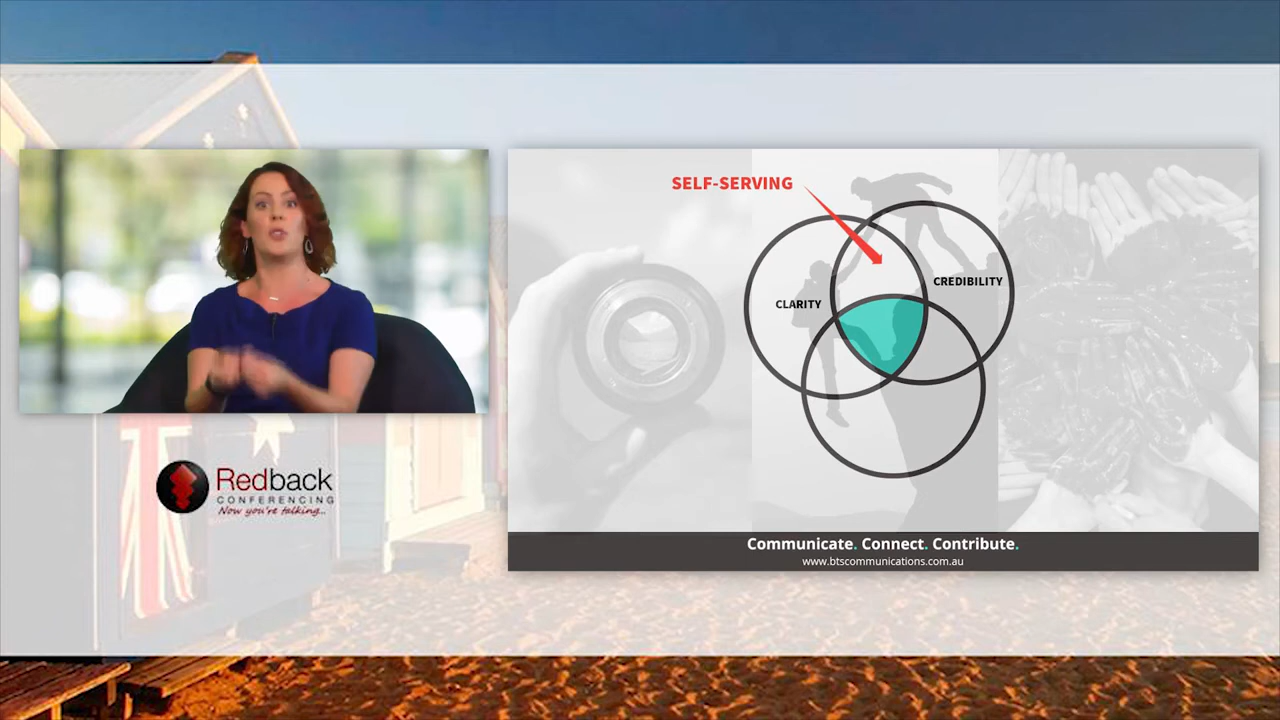 SELF-SERVING
CLARITY
CREDIBILITY
Redback
CONFERENCING
Now you're talking...
Communicate. Connect. Contribute.
www.btscommunications.com.au